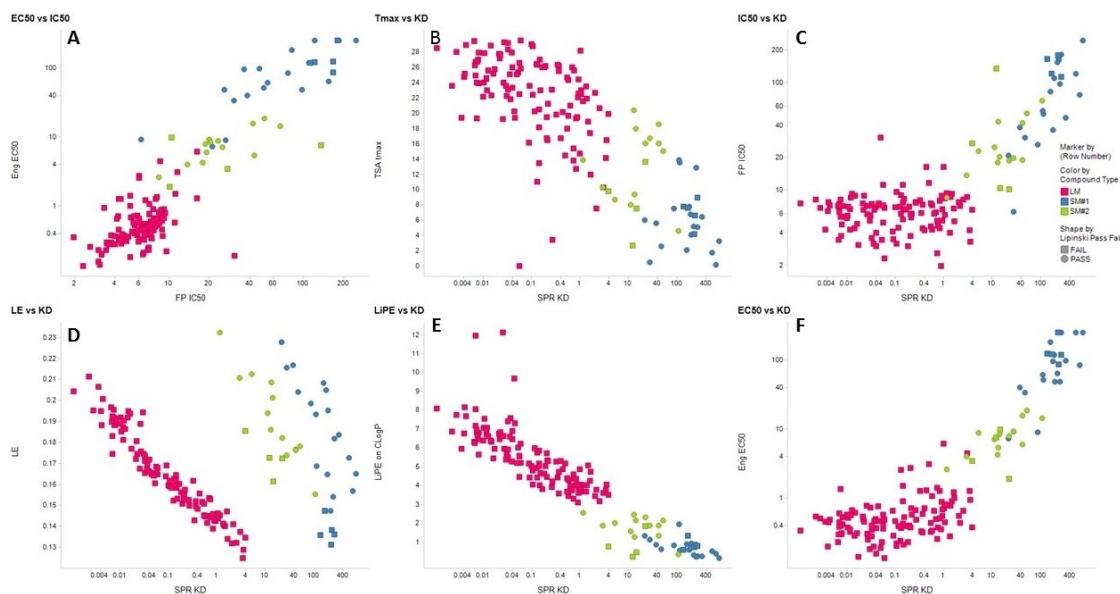 EC50 vs IC50
A
Eng EC50
100
40
10
4
1
0.4
2 4 6 10 20 40 60 100 200
FP IC50
Tmax vs KD
B
TSA tmax
28
26
24
22
20
18
16
14
12
10
8
6
4
2
0
0.004 0.01 0.04 0.1 0.4 1 4 10 40 100 400
SPR KD
IC50 vs KD
C
FP IC50
200
100
60
40
20
10
6
4
2
0.004 0.01 0.04 0.1 0.4 1 4 10 40 100 400
SPR KD
Marker by
(Row Number)
Color by
Compound Type
LM
SM#1
SM#2
Shape by
Lipinski Pass Fail
FAIL
PASS
LE vs KD
D
LE
0.23
0.22
0.21
0.2
0.19
0.18
0.17
0.16
0.15
0.14
0.13
0.004 0.01 0.04 0.1 0.4 1 4 10 40 100 400
SPR KD
LiPE vs KD
E
LiPE on CLogP
12
11
10
9
8
7
6
5
4
3
2
1
0.004 0.01 0.04 0.1 0.4 1 4 10 40 100 400
SPR KD
EC50 vs KD
F
Eng EC50
100
40
10
4
1
0.4
0.004 0.01 0.04 0.1 0.4 1 4 10 40 100 400
SPR KD